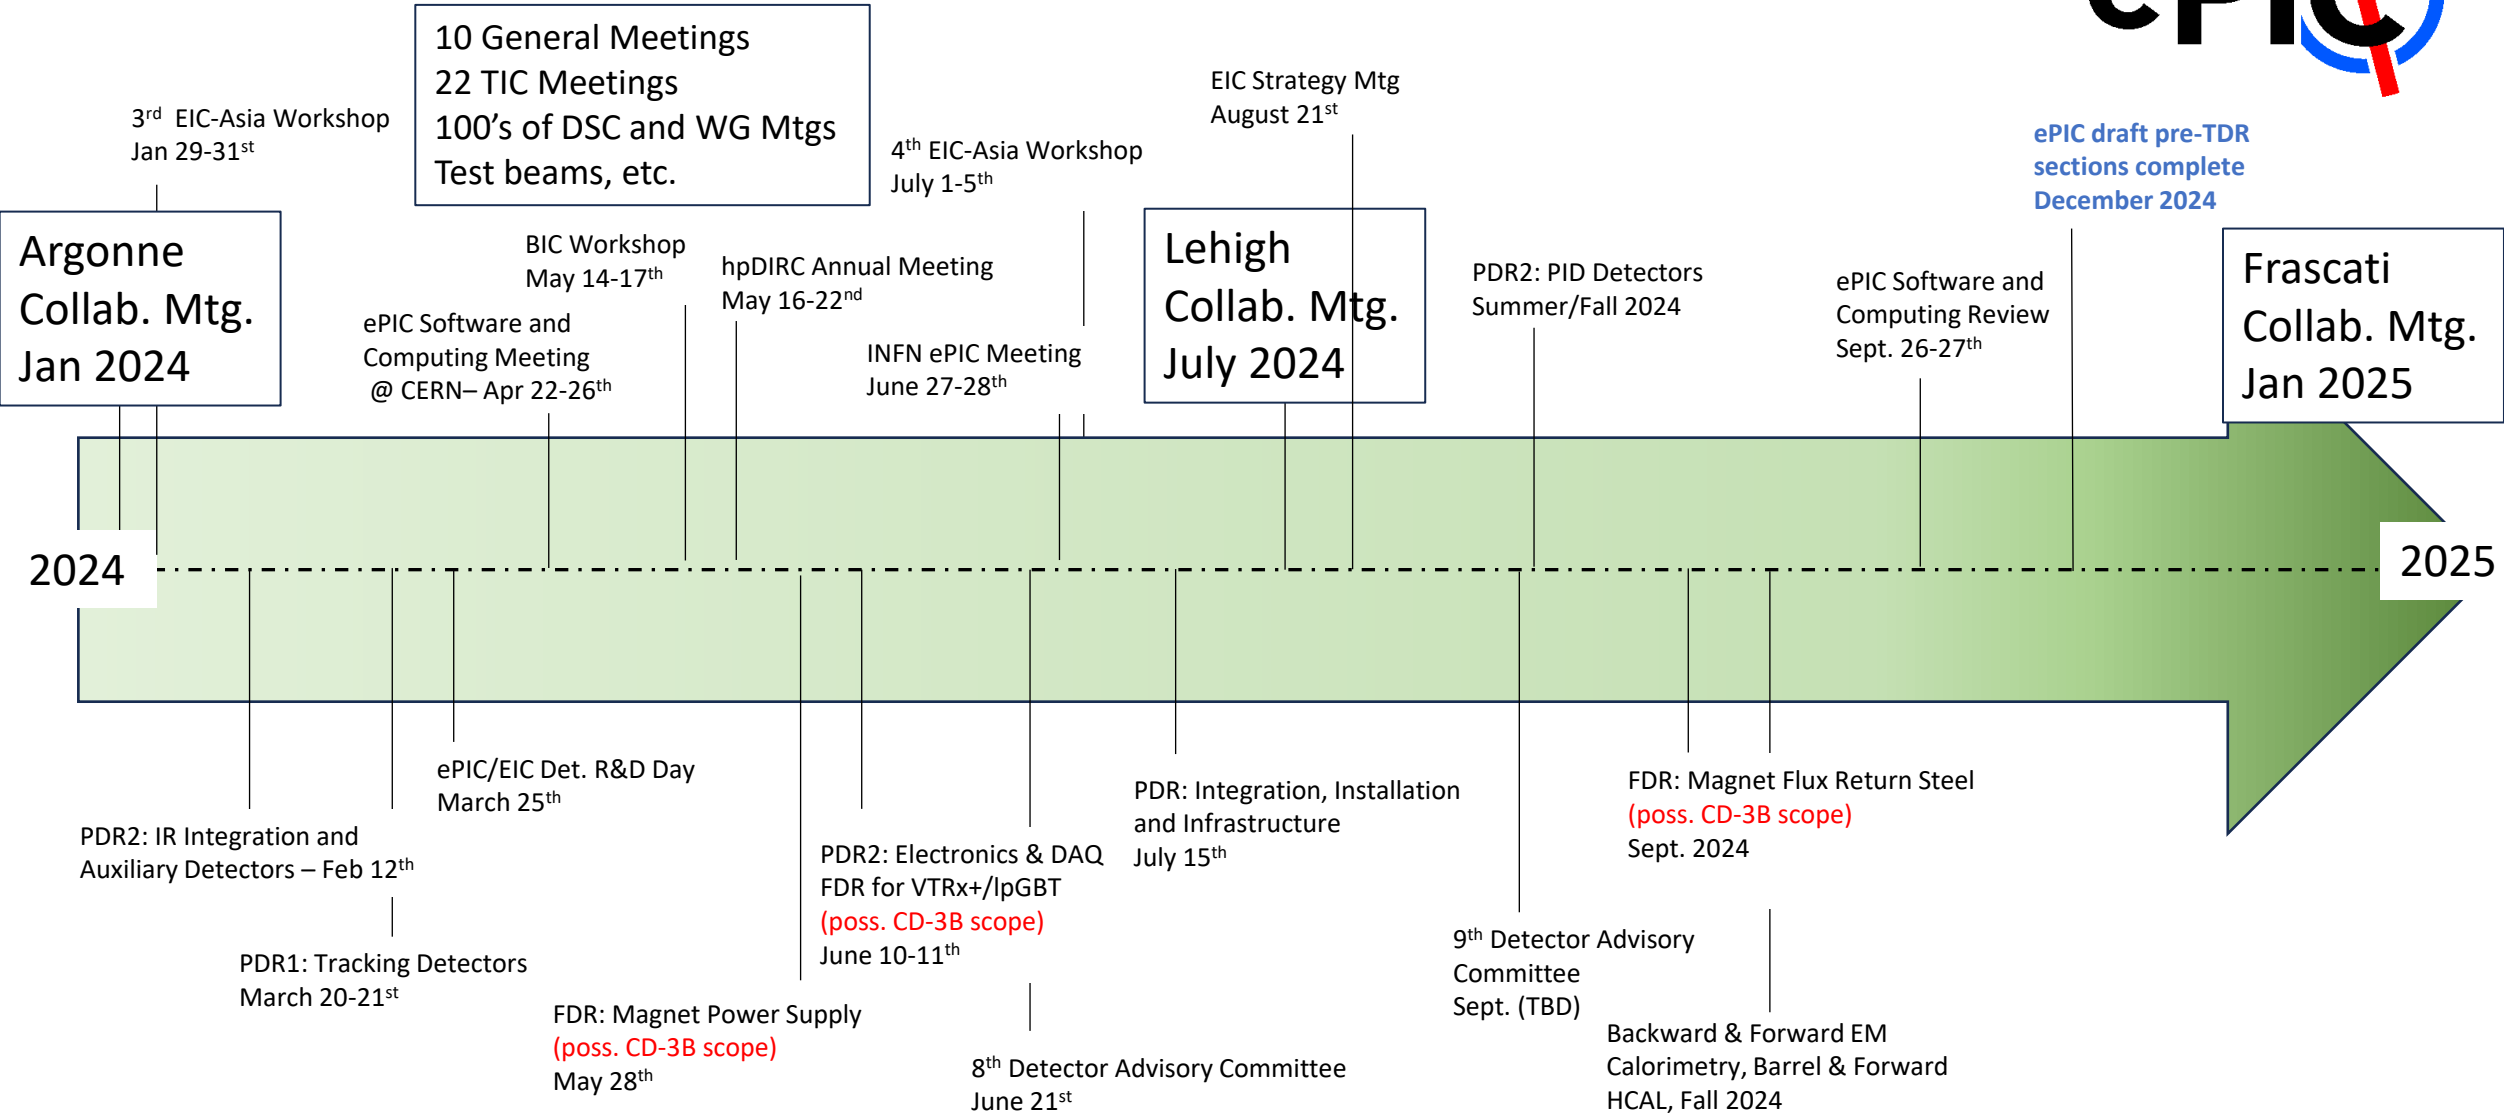 ePIC
10 General Meetings
22 TIC Meetings
100's of DSC and WG Mtgs
Test beams, etc.
3rd EIC-Asia Workshop
Jan 29-31st
Argonne
Collab. Mtg.
Jan 2024
ePIC Software and
Computing Meeting
@ CERN– Apr 22-26th
BIC Workshop
May 14-17th
hpDIRC Annual Meeting
May 16-22nd
INFN ePIC Meeting
June 27-28th
4th EIC-Asia Workshop
July 1-5th
EIC Strategy Mtg
August 21st
Lehigh
Collab. Mtg.
July 2024
PDR2: PID Detectors
Summer/Fall 2024
ePIC Software and
Computing Review
Sept. 26-27th
ePIC draft pre-TDR
sections complete
December 2024
Frascati
Collab. Mtg.
Jan 2025
2024
2025
PDR2: IR Integration and
Auxiliary Detectors – Feb 12th
PDR1: Tracking Detectors
March 20-21st
ePIC/EIC Det. R&D Day
March 25th
FDR: Magnet Power Supply
(poss. CD-3B scope)
May 28th
PDR2: Electronics & DAQ
FDR for VTRx+/lpGBT
(poss. CD-3B scope)
June 10-11th
8th Detector Advisory Committee
June 21st
PDR: Integration, Installation
and Infrastructure
July 15th
9th Detector Advisory
Committee
Sept. (TBD)
FDR: Magnet Flux Return Steel
(poss. CD-3B scope)
Sept. 2024
Backward & Forward EM
Calorimetry, Barrel & Forward
HCAL, Fall 2024